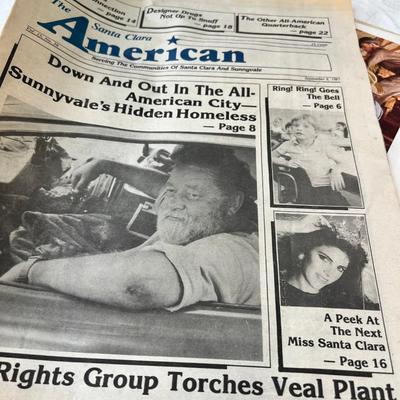 page 14
Designer Drugs
Not Up To Snuff
— page 18
The Other All-American
Quarterback
— page 22
The
Santa Clara
American
Serving The Communities Of Santa Clara And Sunnyvale
Down And Out In The All-
American City—
Sunnyvale's Hidden Homeless
— Page 8
Ring! Ring! Goes
The Bell
— Page 6
A Peek At
The Next
Miss Santa Clara
— Page 16
Rights Group Torches Veal Plant